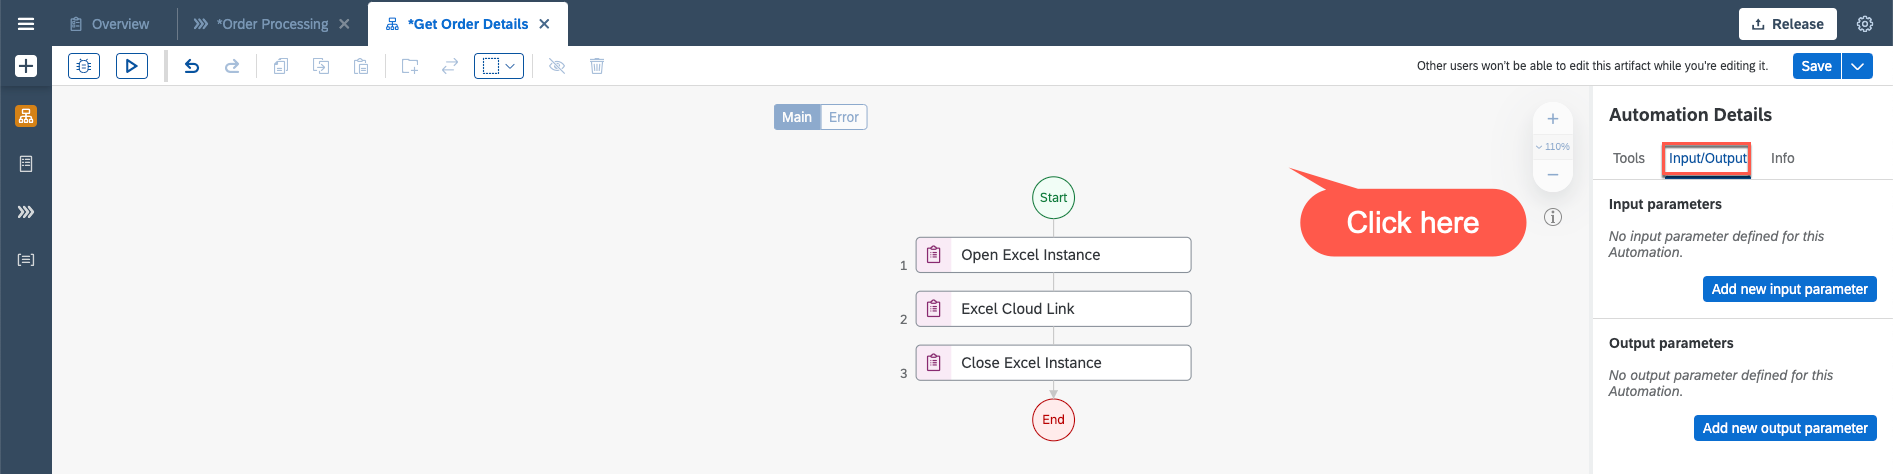 Overview
*Order Processing
*Get Order Details
Release
Other users won't be able to edit this artifact while you're editing it.
Save
Main
Error
110%
Start
1
Open Excel Instance
2
Excel Cloud Link
3
Close Excel Instance
End
Click here
Automation Details
Tools
Input/Output
Info
Input parameters
No input parameter defined for this
Automation.
Add new input parameter
Output parameters
No output parameter defined for this
Automation.
Add new output parameter